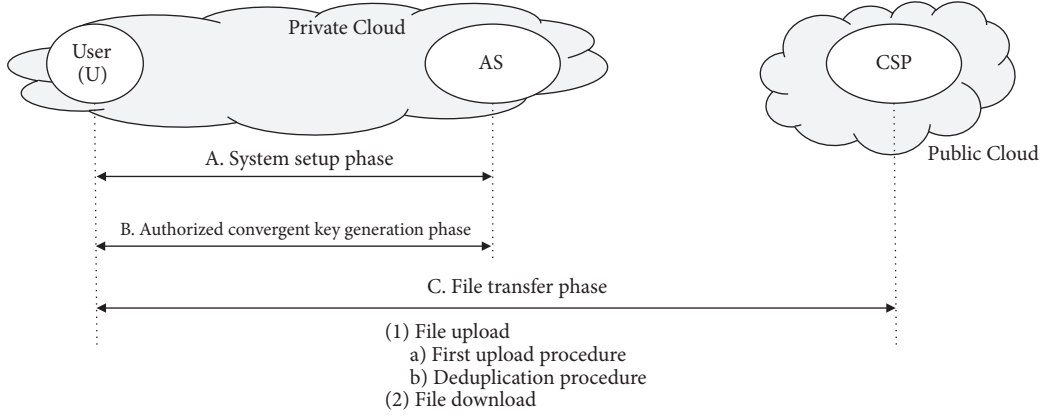 Private Cloud
User
(U)
AS
CSP
Public Cloud
A. System setup phase
B. Authorized convergent key generation phase
C. File transfer phase
(1) File upload
a) First upload procedure
b) Deduplication procedure
(2) File download